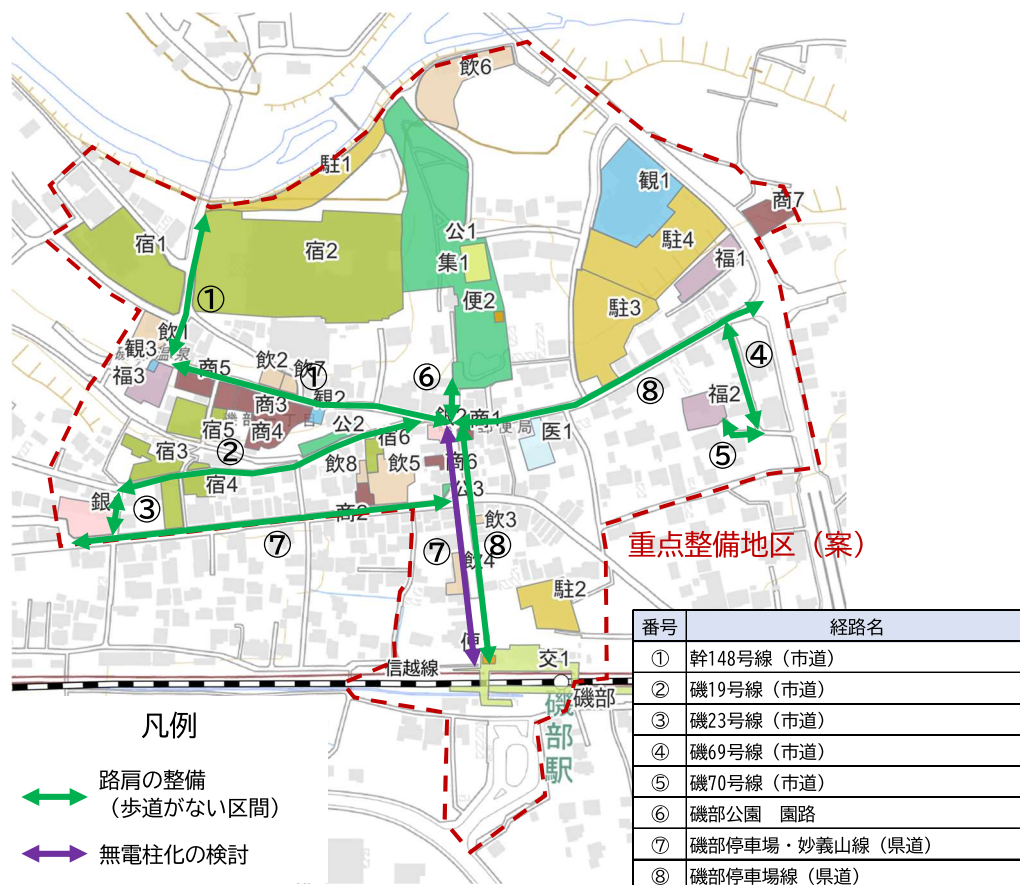 飲6
駐1
観1
商7
宿1
宿2
公1
駐4
集1
福1
便2
駐3
①
飲1
観3
温泉
飲2
飲7
④
福3
商5
①
⑥
⑧
観2
商3
商1
福2
公2
郵便局
宿5
商4
宿6
医1
②
⑤
宿3
宿4
飲8
飲5
商6
銀
③
公3
商2
飲3
⑦
⑦
⑧
重点整備地区（案）
飲4
駐2
便
交1
信越線
磯部
磯部駅
凡例
路肩の整備
（歩道がない区間）
無電柱化の検討
番号 経路名
① 幹148号線（市道）
② 磯19号線（市道）
③ 磯23号線（市道）
④ 磯69号線（市道）
⑤ 磯70号線（市道）
⑥ 磯部公園　園路
⑦ 磯部停車場・妙義山線（県道）
⑧ 磯部停車場線（県道）